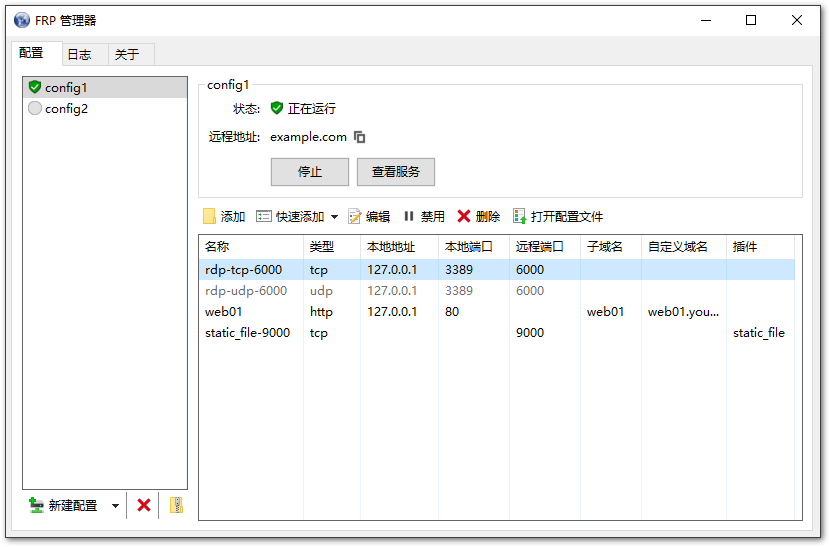 FRP 管理器
配置 日志 关于
config1
config2
config1
状态: 正在运行
远程地址: example.com
停止 查看服务
添加 快速添加 编辑 禁用 删除 打开配置文件
名称 类型 本地地址 本地端口 远程端口 子域名 自定义域名 插件
rdp-tcp-6000 tcp 127.0.0.1 3389 6000
rdp-udp-6000 udp 127.0.0.1 3389 6000
web01 http 127.0.0.1 80 web01 web01.you...
static_file-9000 tcp 9000 static_file
新建配置